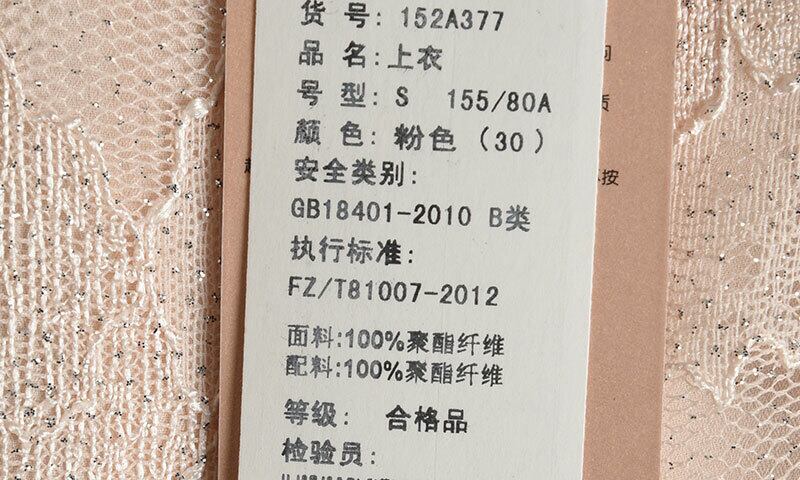 货号: 152A377
品名: 上衣
号型: S 155/80A
颜色: 粉色 (30)
安全类别:
GB18401-2010 B类
执行标准:
FZ/T81007-2012
面料:100%聚酯纤维
配料:100%聚酯纤维
等级: 合格品
检验员:
质
按